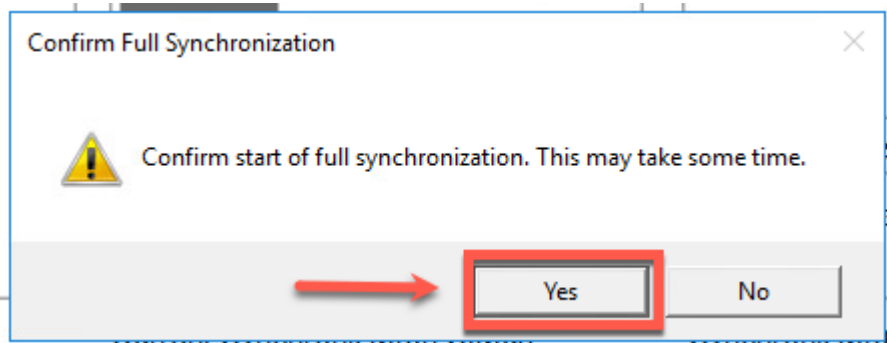 Confirm Full Synchronization
Confirm start of full synchronization. This may take some time.
Yes
No